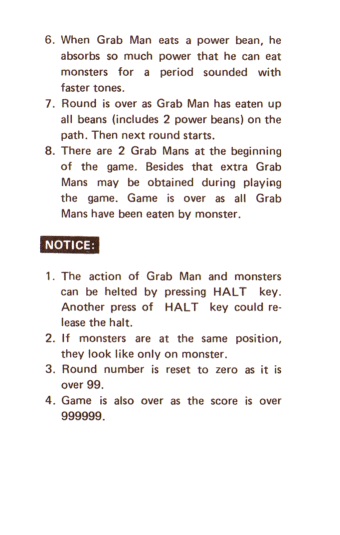 6. When Grab Man eats a power bean, he
absorbs so much power that he can eat
monsters for a period sounded with
faster tones.
7. Round is over as Grab Man has eaten up
all beans (includes 2 power beans) on the
path. Then next round starts.
8. There are 2 Grab Mans at the beginning
of the game. Besides that extra Grab
Mans may be obtained during playing
the game. Game is over as all Grab
Mans have been eaten by monster.
NOTICE:
1. The action of Grab Man and monsters
can be helted by pressing HALT key.
Another press of HALT key could re-
lease the halt.
2. If monsters are at the same position,
they look like only on monster.
3. Round number is reset to zero as it is
over 99.
4. Game is also over as the score is over
999999.